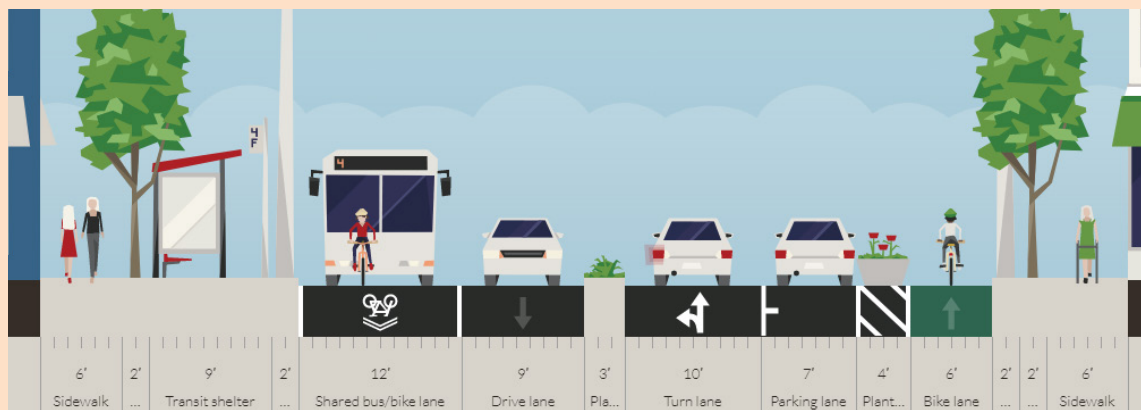 4
F
4
6' 2' 9' 2' 12' 9' 3' 10' 7' 4' 6' 2' 2' 6'
Sidewalk ... Transit shelter ... Shared bus/bike lane Drive lane Pla... Turn lane Parking lane Plant... Bike lane ... ... Sidewalk